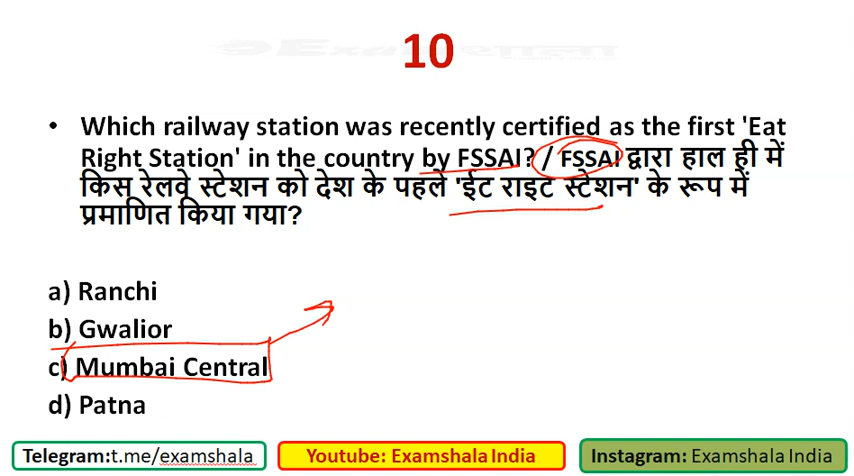 10
• Which railway station was recently certified as the first 'Eat
Right Station' in the country by FSSAI? / FSSAI द्वारा हाल ही में
किस रेलवे स्टेशन को देश के पहले 'ईट राइट स्टेशन' के रूप में
प्रमाणित किया गया?
a) Ranchi
b) Gwalior
c) Mumbai Central
d) Patna
Telegram:t.me/examshala
Youtube: Examshala India
Instagram: Examshala India